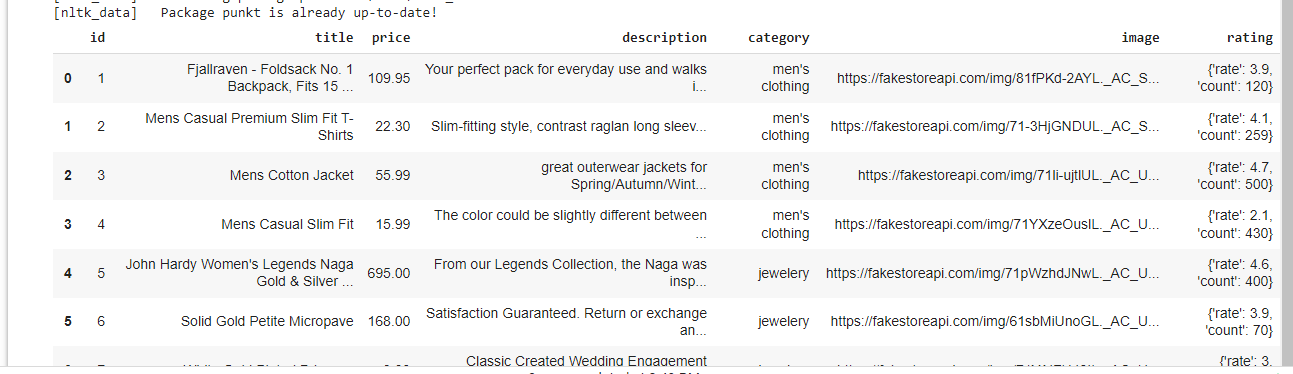 [nltk_data]   Package punkt is already up-to-date!
id title price description category image rating
0 1 Fjallraven - Foldsack No. 1 Backpack, Fits 15 ... 109.95 Your perfect pack for everyday use and walks i... men's clothing https://fakestoreapi.com/img/81fPKd-2AYL._AC_S... {'rate': 3.9, 'count': 120}
1 2 Mens Casual Premium Slim Fit T-Shirts 22.30 Slim-fitting style, contrast raglan long sleev... men's clothing https://fakestoreapi.com/img/71-3HjGNDUL._AC_S... {'rate': 4.1, 'count': 259}
2 3 Mens Cotton Jacket 55.99 great outerwear jackets for Spring/Autumn/Wint... men's clothing https://fakestoreapi.com/img/71li-ujtlUL._AC_U... {'rate': 4.7, 'count': 500}
3 4 Mens Casual Slim Fit 15.99 The color could be slightly different between ... men's clothing https://fakestoreapi.com/img/71YXzeOuslL._AC_U... {'rate': 2.1, 'count': 430}
4 5 John Hardy Women's Legends Naga Gold & Silver ... 695.00 From our Legends Collection, the Naga was insp... jewelery https://fakestoreapi.com/img/71pWzhdJNwL._AC_U... {'rate': 4.6, 'count': 400}
5 6 Solid Gold Petite Micropave 168.00 Satisfaction Guaranteed. Return or exchange an... jewelery https://fakestoreapi.com/img/61sbMiUnoGL._AC_U... {'rate': 3.9, 'count': 70}
Classic Created Wedding Engagement {'rate': 3.